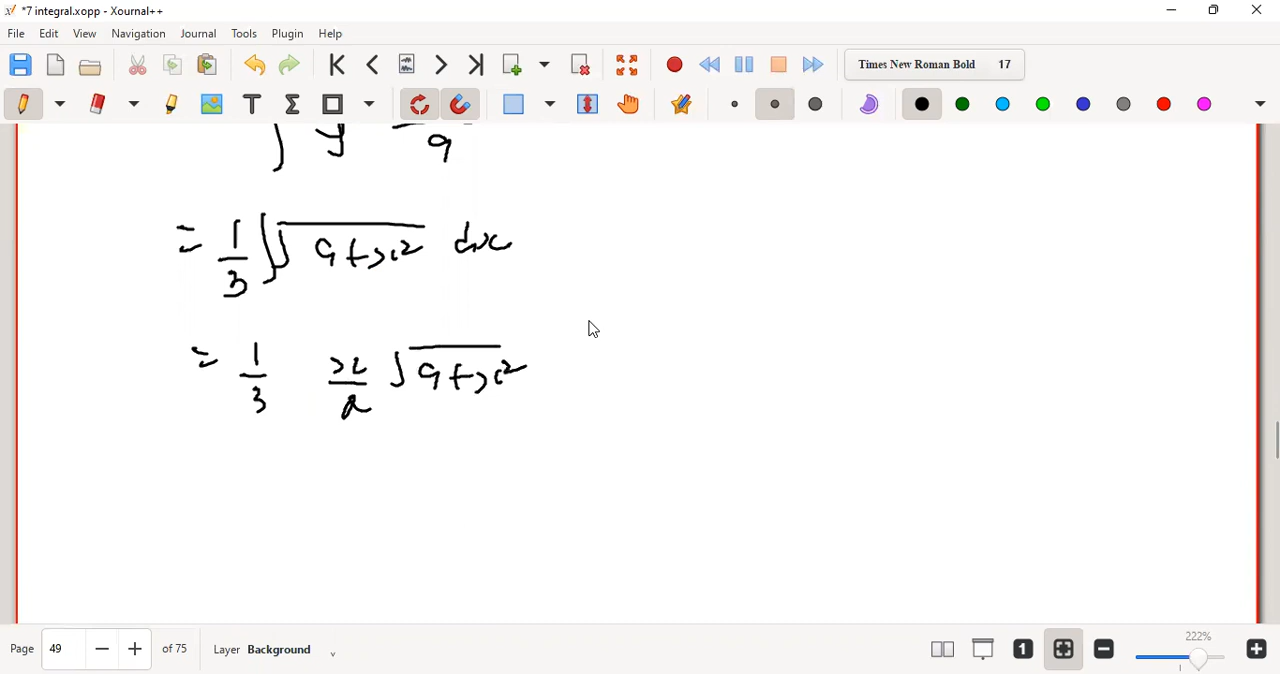 *7 integral.xopp - Xournal++
File Edit View Navigation Journal Tools Plugin Help
Times New Roman Bold 17
∫ 9
= 1/3 ∫√(9+x²) dx
= 1/3 x/2 √(9+x²)
Page 49 of 75 Layer Background 222%